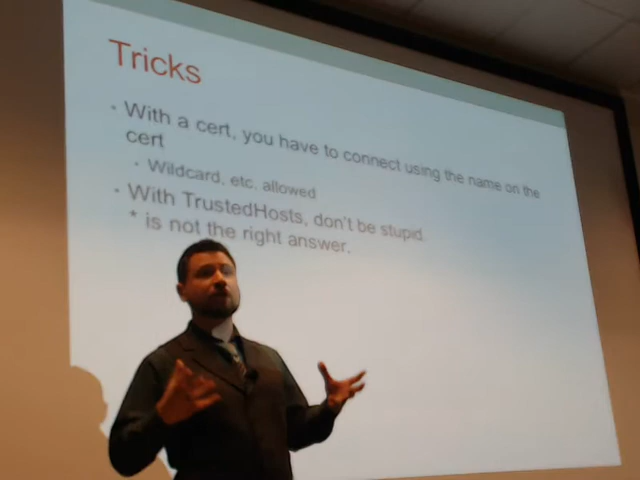 Tricks
• With a cert, you have to connect using the name on the
cert
• Wildcard, etc. allowed
• With TrustedHosts, don't be stupid.
* is not the right answer.